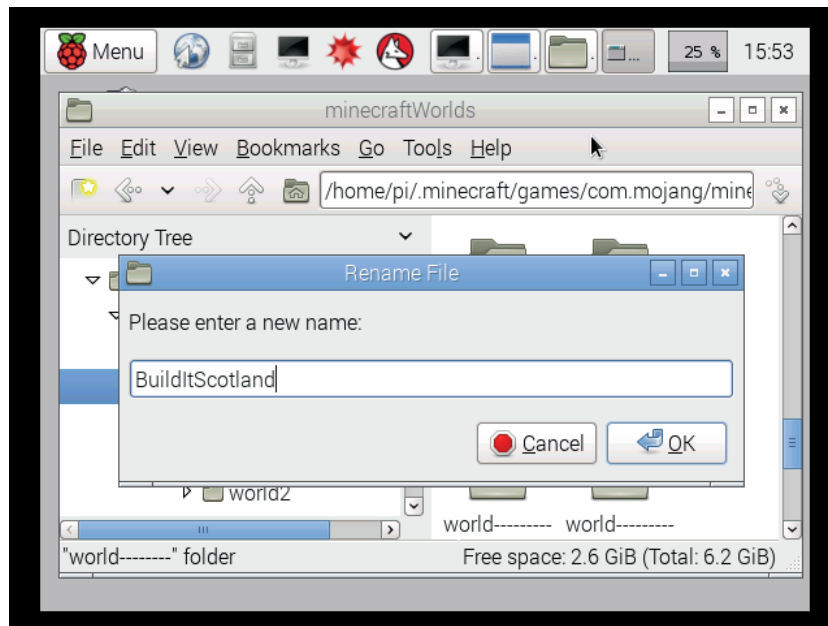 Menu 25 % 15:53
minecraftWorlds
File Edit View Bookmarks Go Tools Help
/home/pi/.minecraft/games/com.mojang/mine
Directory Tree
Rename File
Please enter a new name:
BuildItScotland
Cancel OK
world2
world--------- world---------
"world--------" folder Free space: 2.6 GiB (Total: 6.2 GiB)